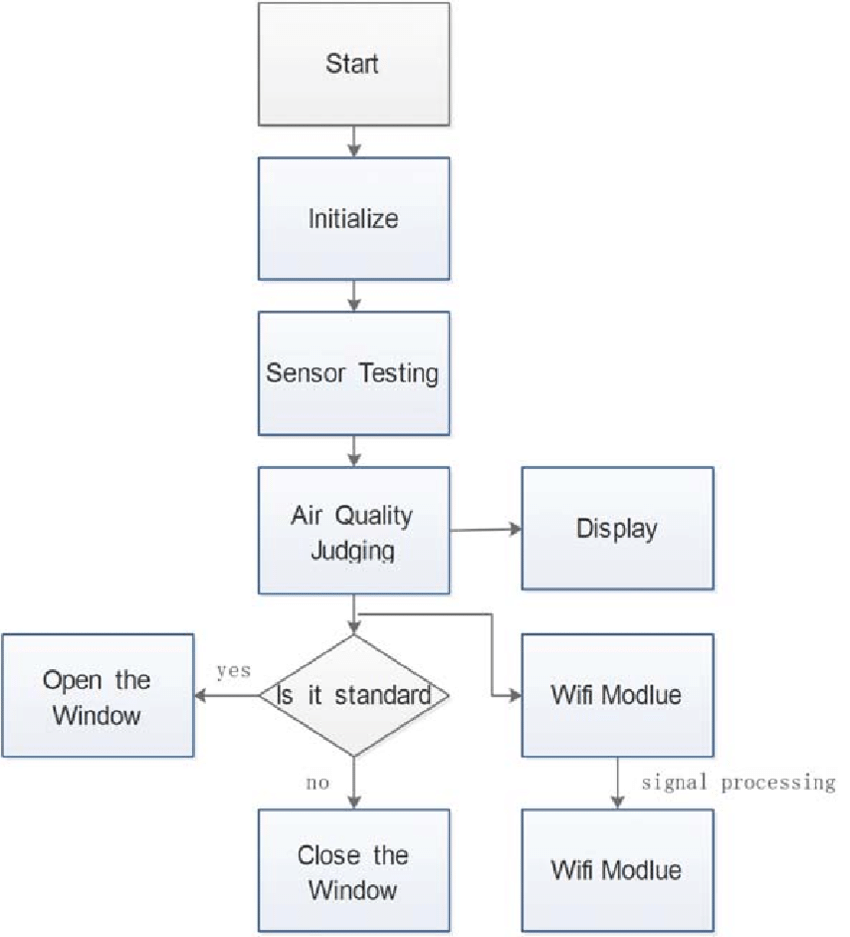 Start
Initialize
Sensor Testing
Air Quality
Judging
Display
Open the
Window
yes
Is it standard
Wifi Modlue
no
signal processing
Close the
Window
Wifi Modlue